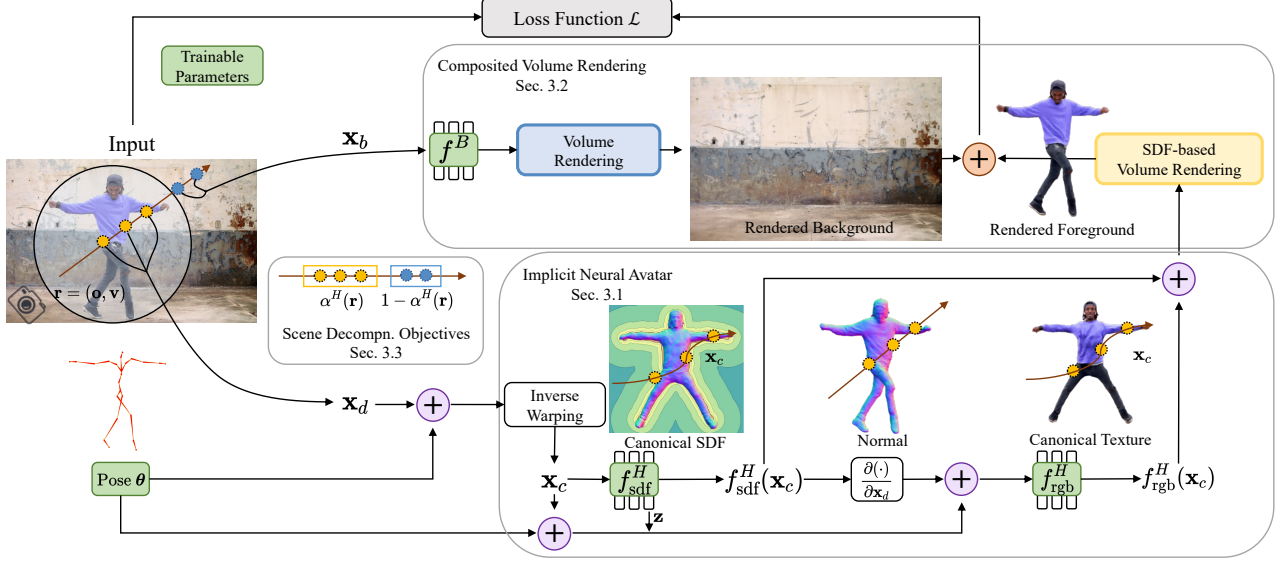 Loss Function ℒ
Trainable
Parameters
Composited Volume Rendering
Sec. 3.2
Input
x_b
f^B
Volume
Rendering
Rendered Background
+
Rendered Foreground
SDF-based
Volume Rendering
r = (o, v)
α^H(r) 1 − α^H(r)
Scene Decompn. Objectives
Sec. 3.3
Implicit Neural Avatar
Sec. 3.1
+
x_c
x_c
x_d
+
Inverse
Warping
Canonical SDF
Normal
Canonical Texture
Pose θ
x_c
f^H_sdf
f^H_sdf(x_c)
∂(·)
∂x_d
+
f^H_rgb
f^H_rgb(x_c)
z
+